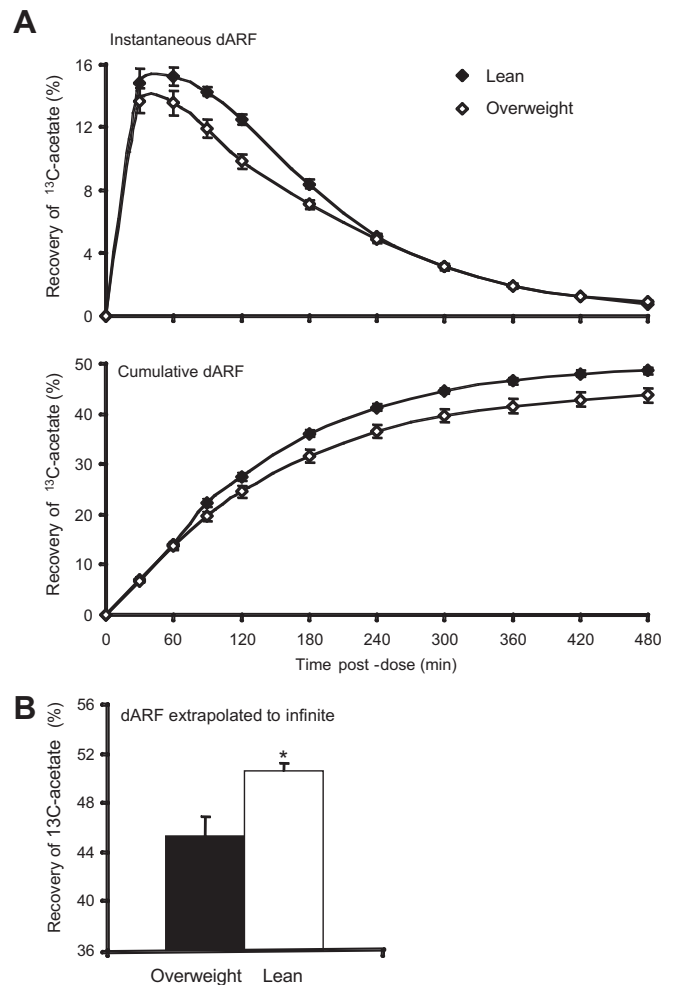 A
Instantaneous dARF
Lean
Overweight
Recovery of ¹³C-acetate (%)
16
12
8
4
0
Cumulative dARF
Recovery of ¹³C-acetate (%)
50
40
30
20
10
0
0 60 120 180 240 300 360 420 480
Time post -dose (min)
B
dARF extrapolated to infinite
Recovery of 13C-acetate (%)
56
52
48
44
40
36
*
Overweight Lean